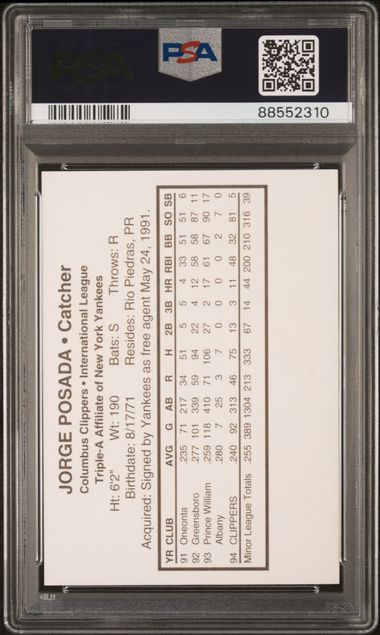 PSA
PSA
88552310
JORGE POSADA • Catcher
Columbus Clippers • International League
Triple-A Affiliate of New York Yankees
Ht: 6'2" Wt: 190 Bats: S Throws: R
Birthdate: 8/17/71 Resides: Rio Piedras, PR
Acquired: Signed by Yankees as free agent May 24, 1991.
YR CLUB AVG G AB R H 2B 3B HR RBI BB SO SB
91 Oneonta .235 71 217 34 51 5 5 4 33 51 51 6
92 Greensboro .277 101 339 59 94 22 4 12 58 51 87 11
93 Prince William .259 118 410 71 106 27 2 17 61 67 90 17
Albany .280 7 25 3 7 0 0 0 0 2 7 0
94 CLIPPERS .240 92 313 46 75 13 3 11 48 32 81 5
Minor League Totals .255 389 1304 213 333 67 14 44 200 210 316 39